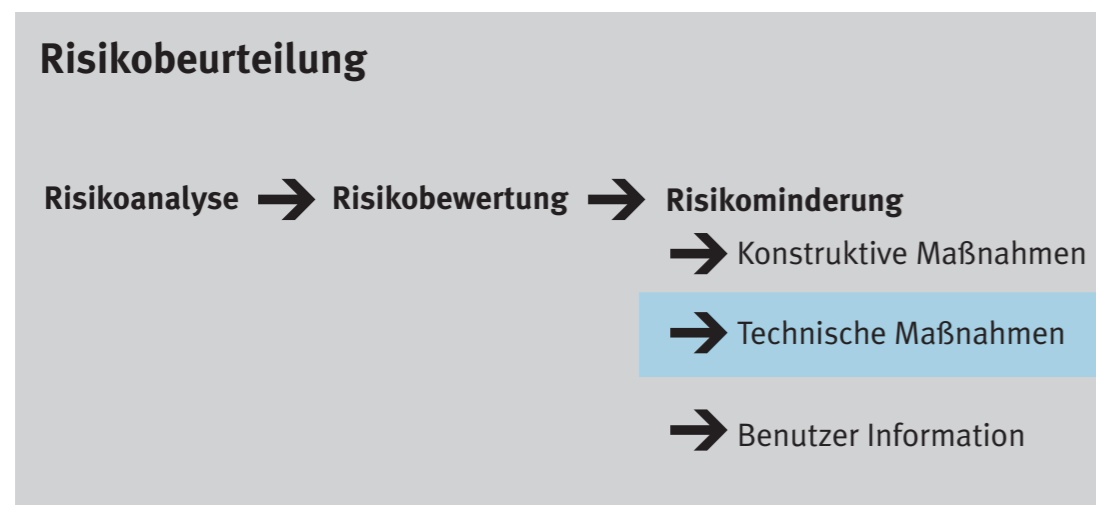 Risikobeurteilung
Risikoanalyse → Risikobewertung → Risikominderung
→ Konstruktive Maßnahmen
→ Technische Maßnahmen
→ Benutzer Information